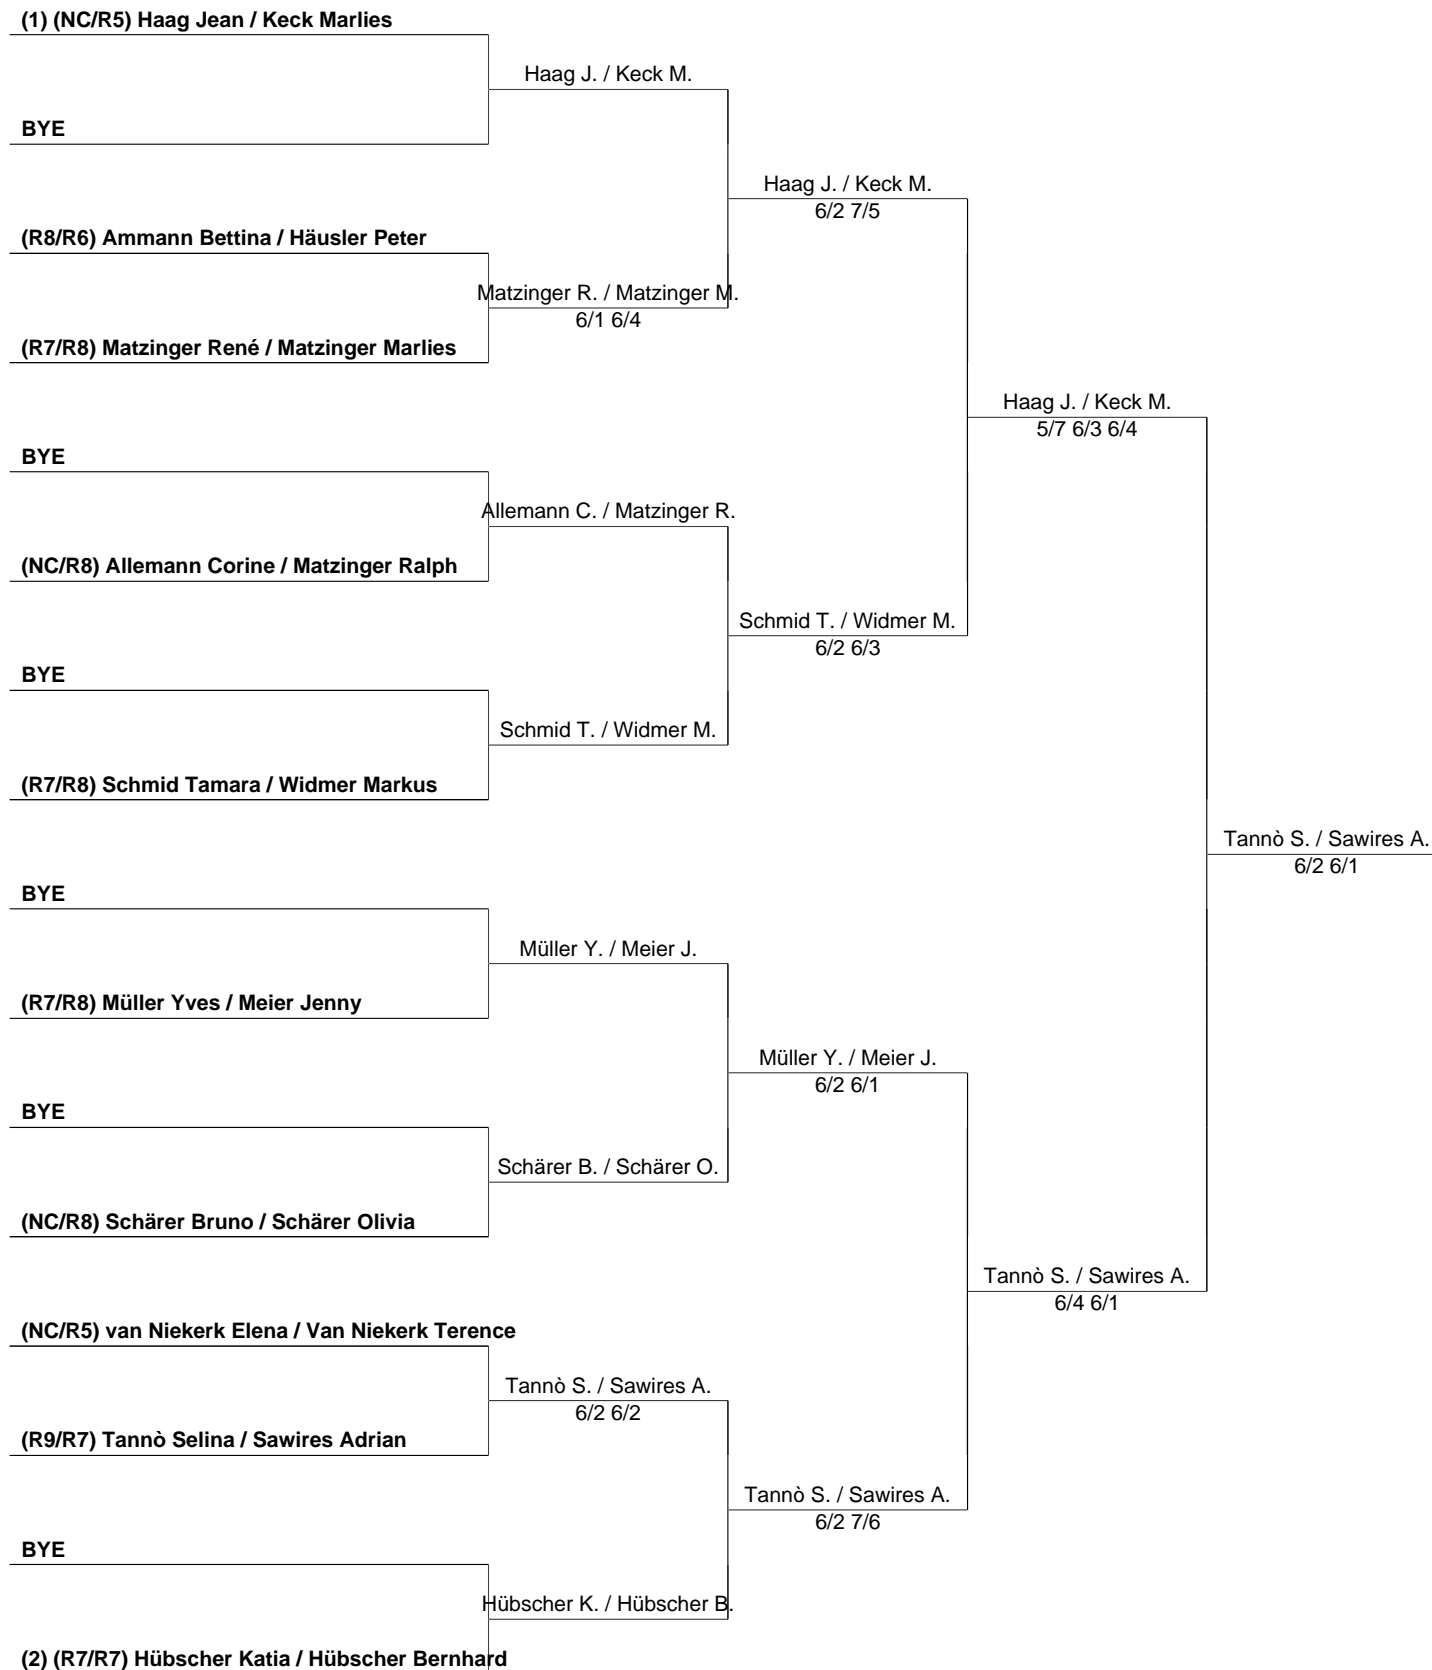 (1) (NC/R5) Haag Jean / Keck Marlies
Haag J. / Keck M.
BYE
Haag J. / Keck M.
6/2 7/5
(R8/R6) Ammann Bettina / Häusler Peter
Matzinger R. / Matzinger M.
6/1 6/4
(R7/R8) Matzinger René / Matzinger Marlies
Haag J. / Keck M.
5/7 6/3 6/4
BYE
Allemann C. / Matzinger R.
(NC/R8) Allemann Corine / Matzinger Ralph
Schmid T. / Widmer M.
6/2 6/3
BYE
Schmid T. / Widmer M.
(R7/R8) Schmid Tamara / Widmer Markus
Tannò S. / Sawires A.
6/2 6/1
BYE
Müller Y. / Meier J.
(R7/R8) Müller Yves / Meier Jenny
Müller Y. / Meier J.
6/2 6/1
BYE
Schärer B. / Schärer O.
(NC/R8) Schärer Bruno / Schärer Olivia
Tannò S. / Sawires A.
6/4 6/1
(NC/R5) van Niekerk Elena / Van Niekerk Terence
Tannò S. / Sawires A.
6/2 6/2
(R9/R7) Tannò Selina / Sawires Adrian
Tannò S. / Sawires A.
6/2 7/6
BYE
Hübscher K. / Hübscher B.
(2) (R7/R7) Hübscher Katia / Hübscher Bernhard